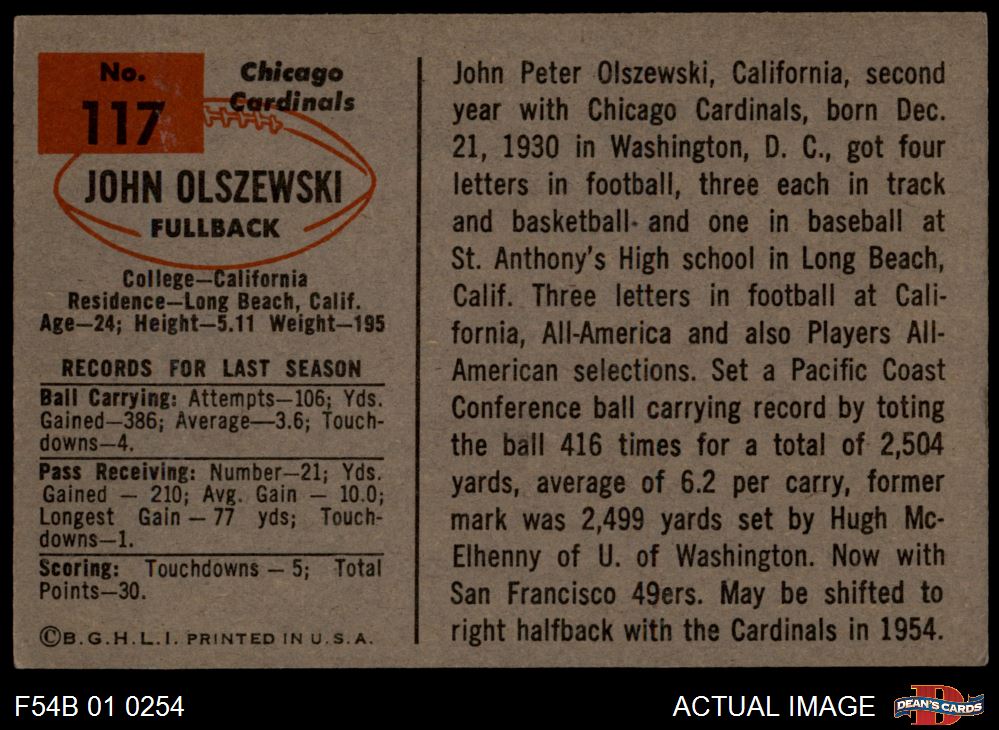 No.
117
Chicago
Cardinals
JOHN OLSZEWSKI
FULLBACK
College—California
Residence—Long Beach, Calif.
Age—24; Height—5.11 Weight—195
RECORDS FOR LAST SEASON
Ball Carrying: Attempts—106; Yds.
Gained—386; Average—3.6; Touch-
downs—4.
Pass Receiving: Number—21; Yds.
Gained — 210; Avg. Gain — 10.0;
Longest Gain — 77 yds; Touch-
downs—1.
Scoring: Touchdowns — 5; Total
Points—30.
©B.G.H.L.I. PRINTED IN U.S.A.
John Peter Olszewski, California, second
year with Chicago Cardinals, born Dec.
21, 1930 in Washington, D. C., got four
letters in football, three each in track
and basketball and one in baseball at
St. Anthony's High school in Long Beach,
Calif. Three letters in football at Cali-
fornia, All-America and also Players All-
American selections. Set a Pacific Coast
Conference ball carrying record by toting
the ball 416 times for a total of 2,504
yards, average of 6.2 per carry, former
mark was 2,499 yards set by Hugh Mc-
Elhenny of U. of Washington. Now with
San Francisco 49ers. May be shifted to
right halfback with the Cardinals in 1954.
F54B 01 0254
ACTUAL IMAGE
DEAN'S CARDS